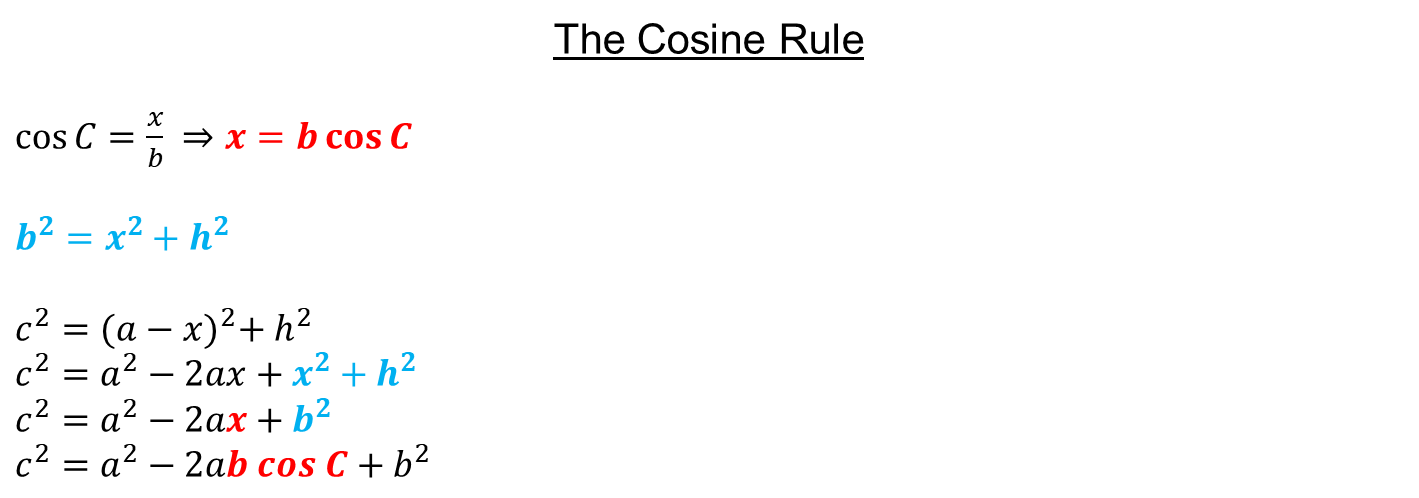 The Cosine Rule
cos C = x/b ⇒ x = b cos C
b² = x² + h²
c² = (a − x)² + h²
c² = a² − 2ax + x² + h²
c² = a² − 2ax + b²
c² = a² − 2ab cos C + b²